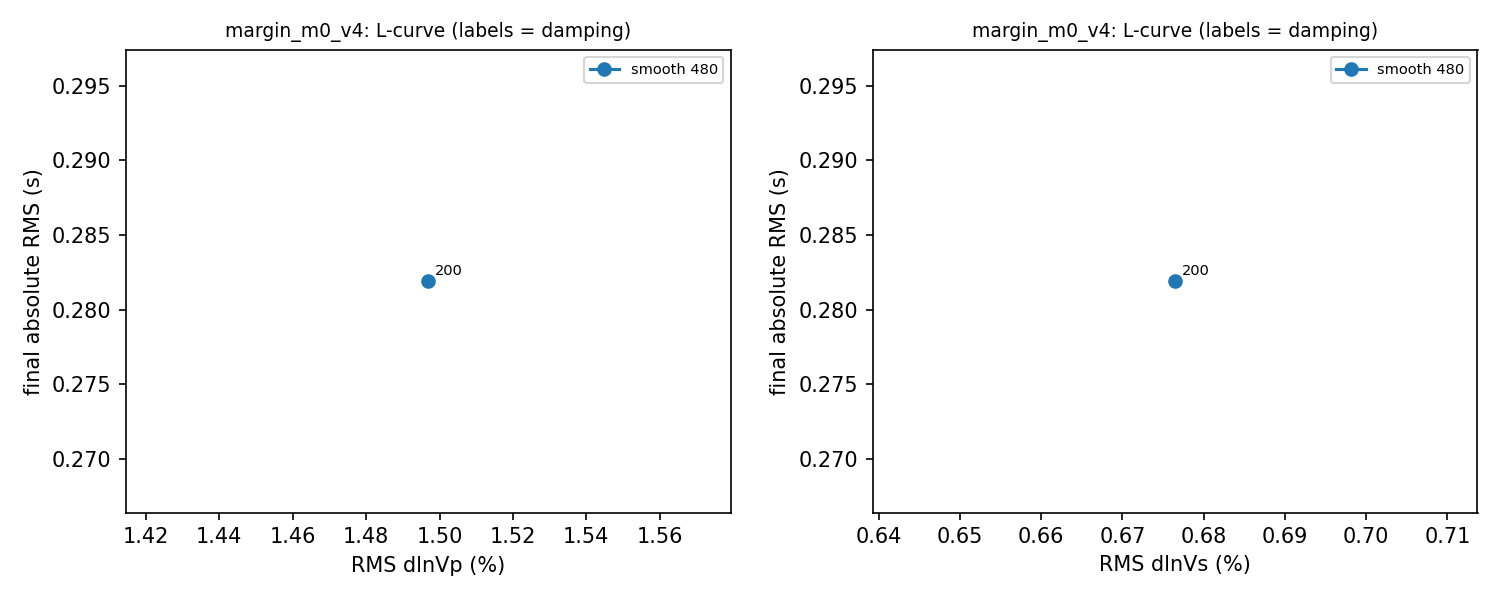 margin_m0_v4: L-curve (labels = damping)
smooth 480
0.295
0.290
0.285
0.280
0.275
0.270
final absolute RMS (s)
200
1.42 1.44 1.46 1.48 1.50 1.52 1.54 1.56
RMS dlnVp (%)
margin_m0_v4: L-curve (labels = damping)
smooth 480
0.295
0.290
0.285
0.280
0.275
0.270
final absolute RMS (s)
200
0.64 0.65 0.66 0.67 0.68 0.69 0.70 0.71
RMS dlnVs (%)